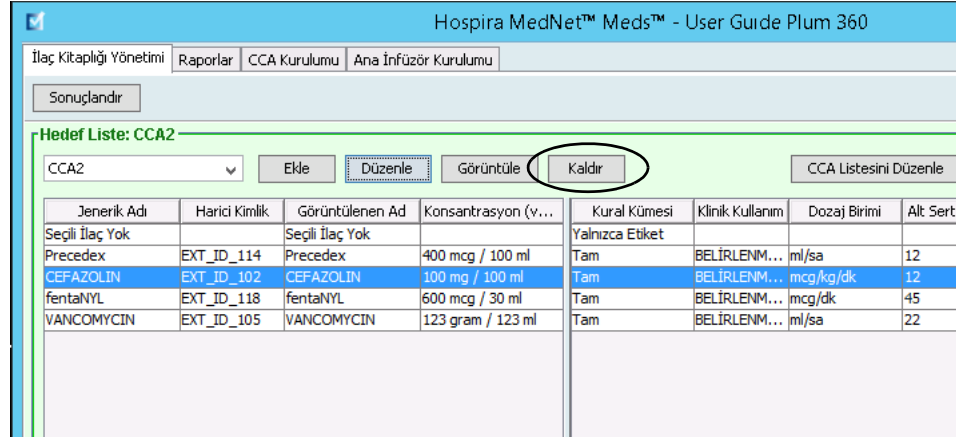 Hospira MedNet™ Meds™ - User Guide Plum 360
İlaç Kitaplığı Yönetimi Raporlar CCA Kurulumu Ana İnfüzör Kurulumu
Sonuçlandır
Hedef Liste: CCA2
CCA2 Ekle Düzenle Görüntüle Kaldır CCA Listesini Düzenle
Jenerik Adı Harici Kimlik Görüntülenen Ad Konsantrasyon (v... Kural Kümesi Klinik Kullanım Dozaj Birimi Alt Sert
Seçili İlaç Yok Seçili İlaç Yok Yalnızca Etiket
Precedex EXT_ID_114 Precedex 400 mcg / 100 ml Tam BELİRLENM... ml/sa 12
CEFAZOLIN EXT_ID_102 CEFAZOLIN 100 mg / 100 ml Tam BELİRLENM... mcg/kg/dk 12
fentaNYL EXT_ID_118 fentaNYL 600 mcg / 30 ml Tam BELİRLENM... mcg/dk 45
VANCOMYCIN EXT_ID_105 VANCOMYCIN 123 gram / 123 ml Tam BELİRLENM... ml/sa 22